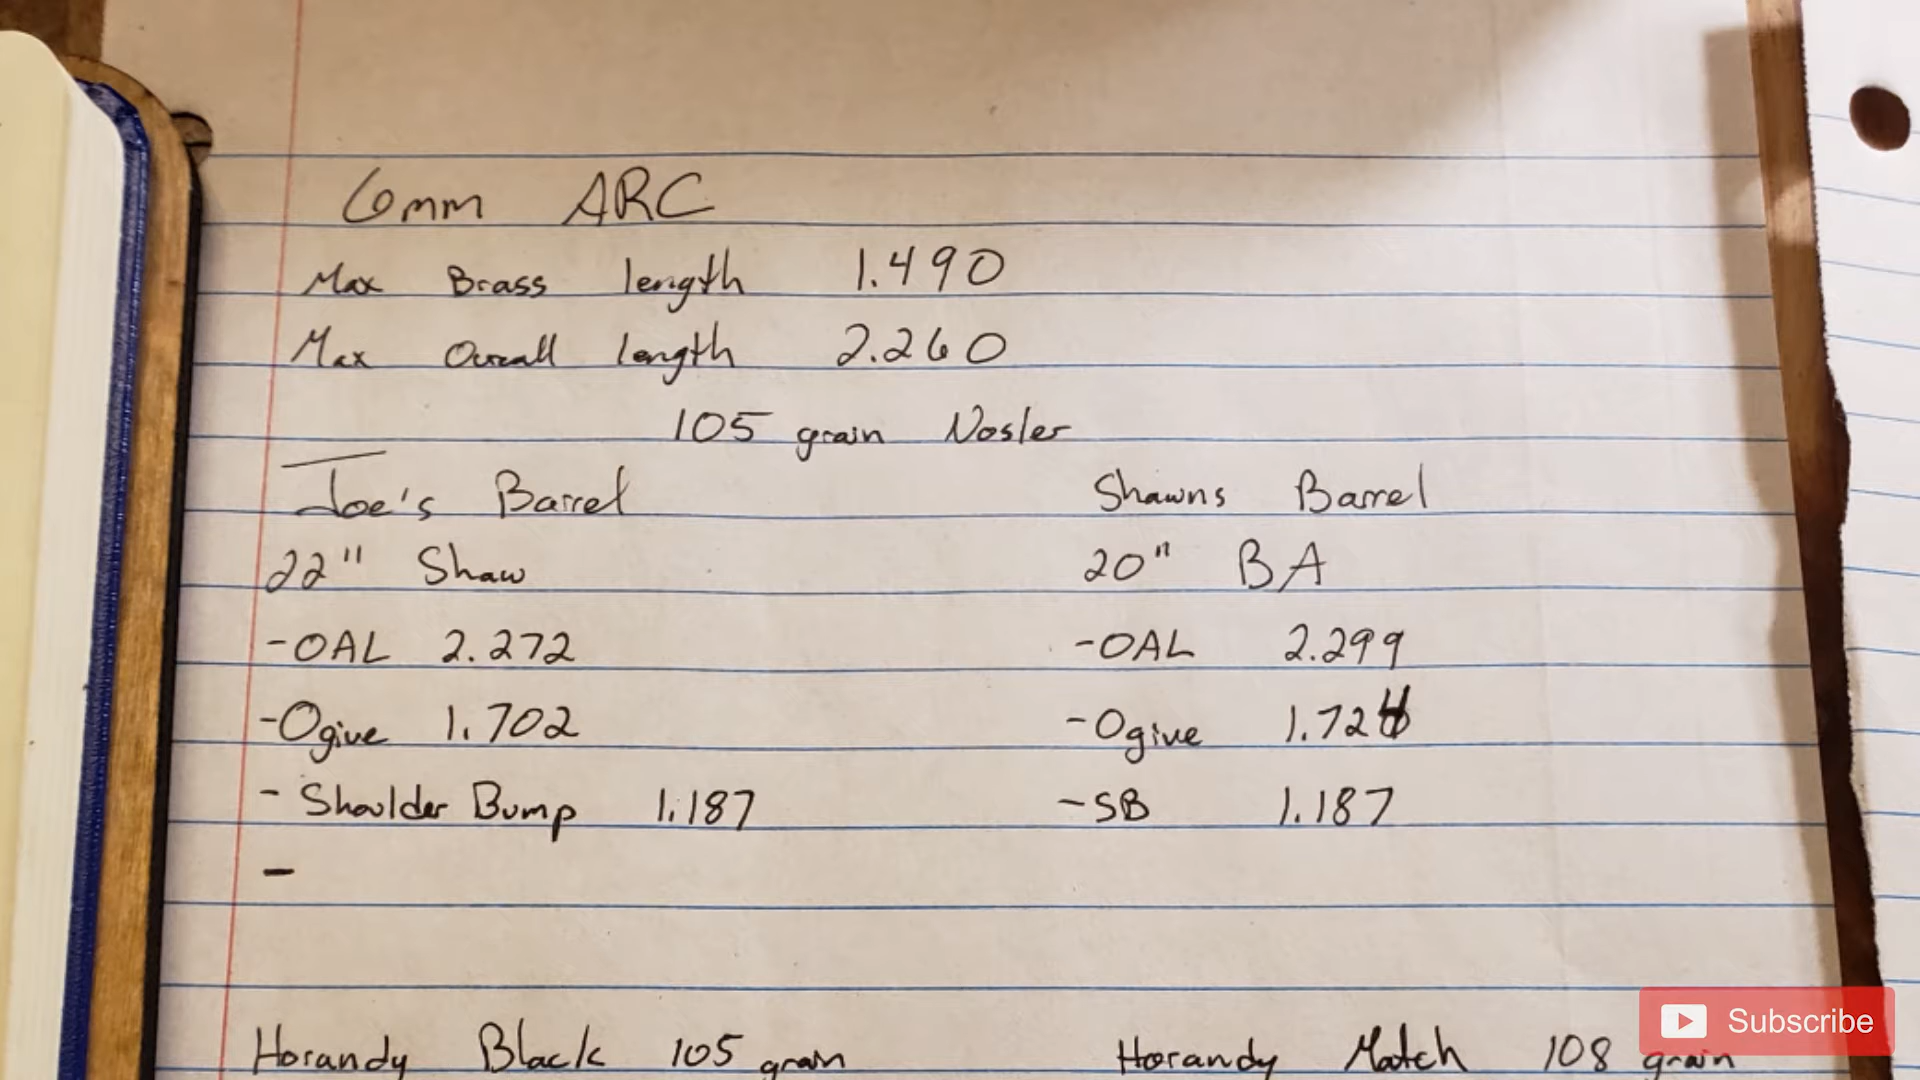 6mm ARC
Max Brass length 1.490
Max Overall length 2.260
105 grain Nosler
Joe's Barrel Shawns Barrel
22" Shaw 20" BA
-OAL 2.272 -OAL 2.299
-Ogive 1.702 -Ogive
-Shoulder Bump 1.187 -SB 1.187
-
Horandy Black 105 grain Horandy Match 108 grain
Subscribe